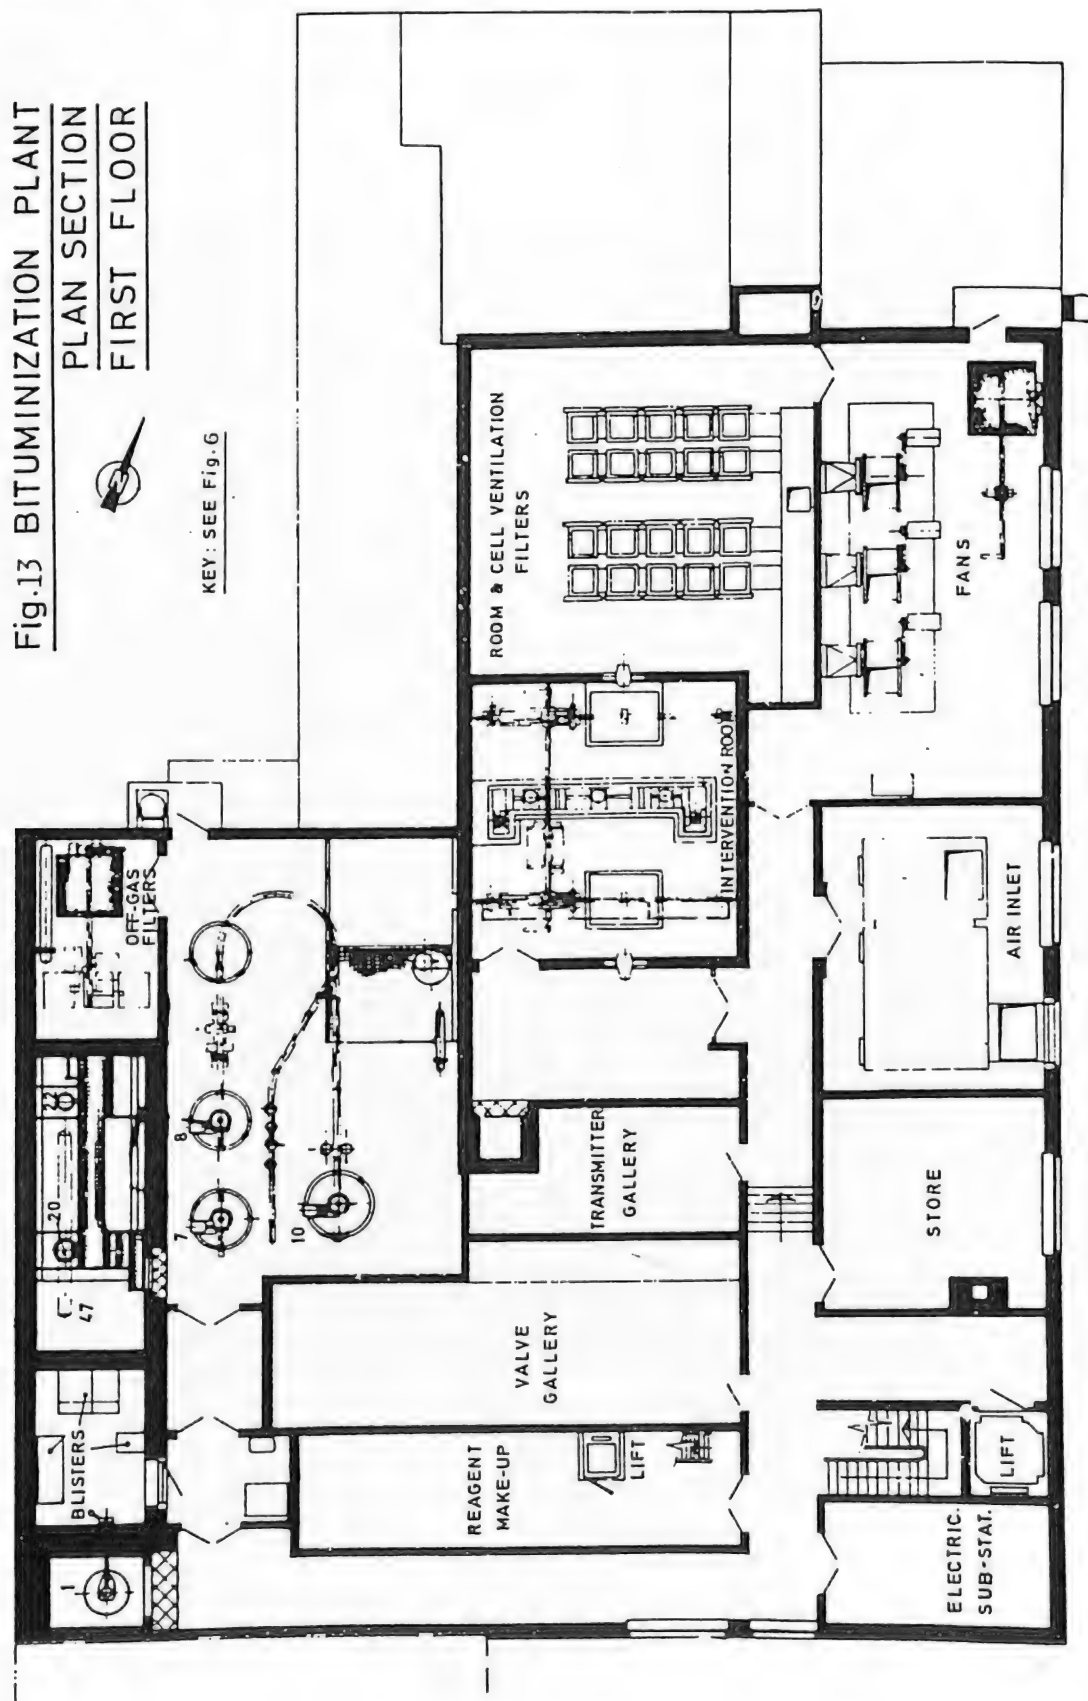 Fig.13 BITUMINIZATION PLANT
PLAN SECTION
FIRST FLOOR
N
KEY: SEE Fig.6
OFF-GAS
FILTERS
22
20
47
BLISTERS
1
8
7
10
ROOM & CELL VENTILATION
FILTERS
INTERVENTION ROOM
TRANSMITTER
GALLERY
VALVE
GALLERY
REAGENT
MAKE-UP
LIFT
FANS
AIR INLET
STORE
LIFT
ELECTRIC.
SUB-STAT.